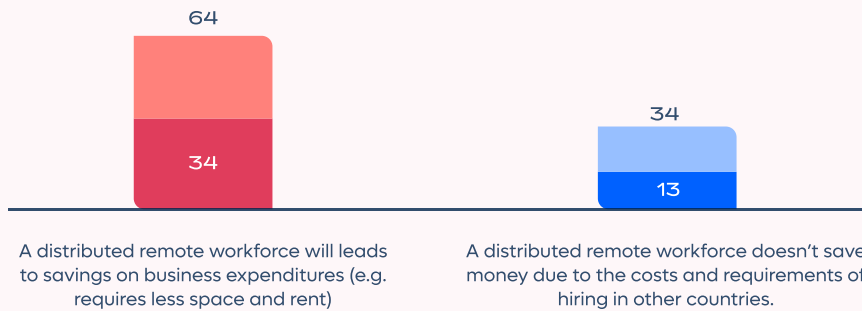 64
34
34
13
A distributed remote workforce will leads
to savings on business expenditures (e.g.
requires less space and rent)
A distributed remote workforce doesn't save
money due to the costs and requirements of
hiring in other countries.